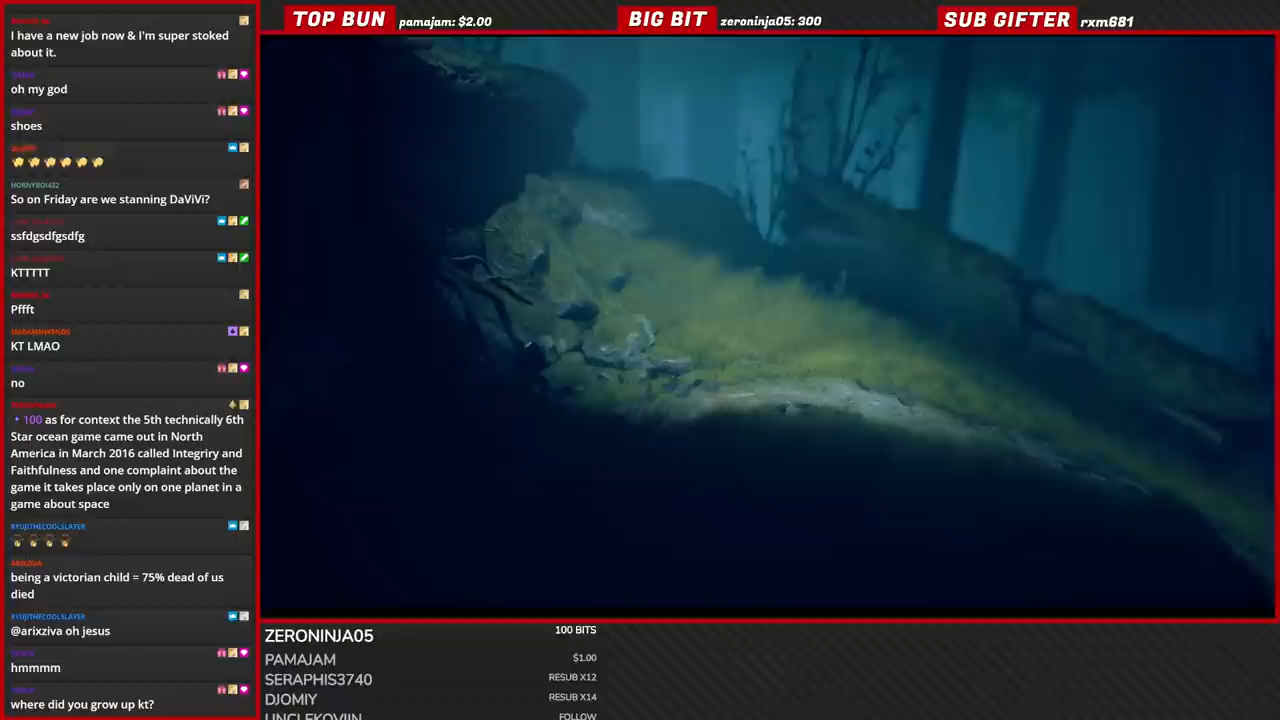 TOP BUN pamajam: $2.00 BIG BIT zeroninja05: 300 SUB GIFTER rxm681
I have a new job now & I'm super stoked
about it.
oh my god
shoes
HORNYBOI432
So on Friday are we stanning DaViVi?
ssfdgsdfgsdfg
KTTTTT
Pffft
MADAMEHYPNOS
KT LMAO
no
100 as for context the 5th technically 6th
Star ocean game came out in North
America in March 2016 called Integriry and
Faithfulness and one complaint about the
game it takes place only on one planet in a
game about space
RYUJITHECOOLSLAYER
ARIXZIVA
being a victorian child = 75% dead of us
died
RYUJITHECOOLSLAYER
@arixziva oh jesus
hmmmm
where did you grow up kt?
ZERONINJA05 100 BITS
PAMAJAM $1.00
SERAPHIS3740 RESUB X12
DJOMIY RESUB X14
FOLLOW